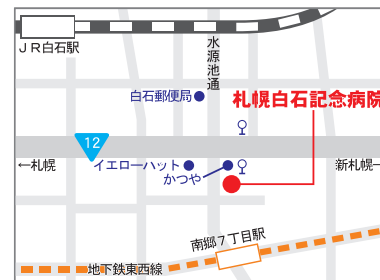 JR白石駅
水源池通
白石郵便局
札幌白石記念病院
12
←札幌
イエローハット
かつや
新札幌→
南郷7丁目駅
地下鉄東西線